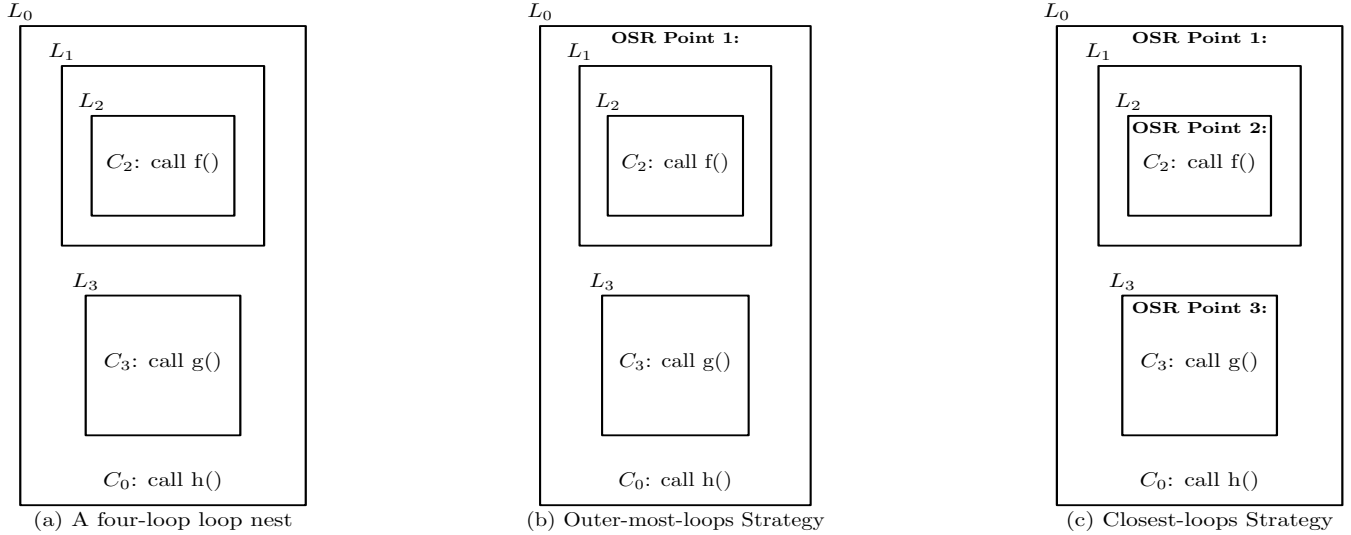 L₀
L₁
L₂
C₂: call f()
L₃
C₃: call g()
C₀: call h()
(a) A four-loop loop nest
L₀
OSR Point 1:
L₁
L₂
C₂: call f()
L₃
C₃: call g()
C₀: call h()
(b) Outer-most-loops Strategy
L₀
OSR Point 1:
L₁
L₂
OSR Point 2:
C₂: call f()
L₃
OSR Point 3:
C₃: call g()
C₀: call h()
(c) Closest-loops Strategy